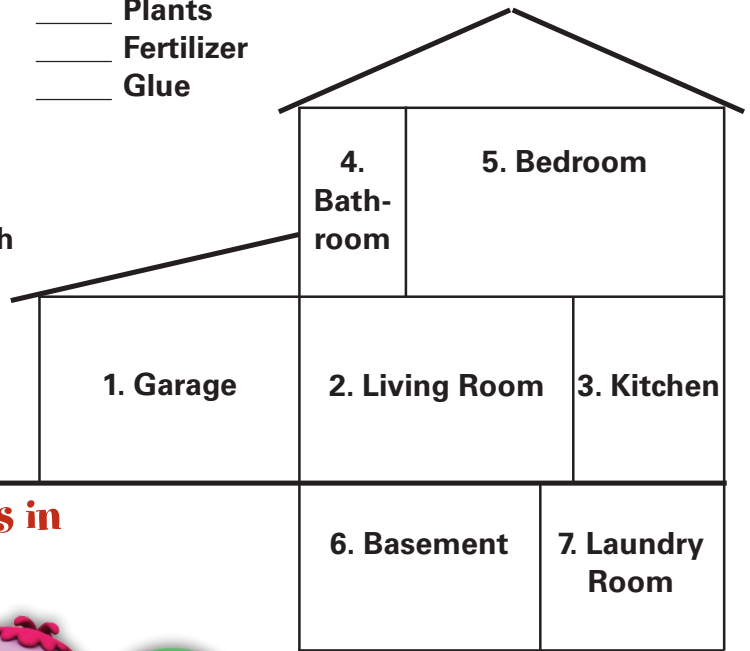 _____ Plants
_____ Fertilizer
_____ Glue
h
4.
Bath-
room
5. Bedroom
1. Garage
2. Living Room
3. Kitchen
s in
6. Basement
7. Laundry
Room